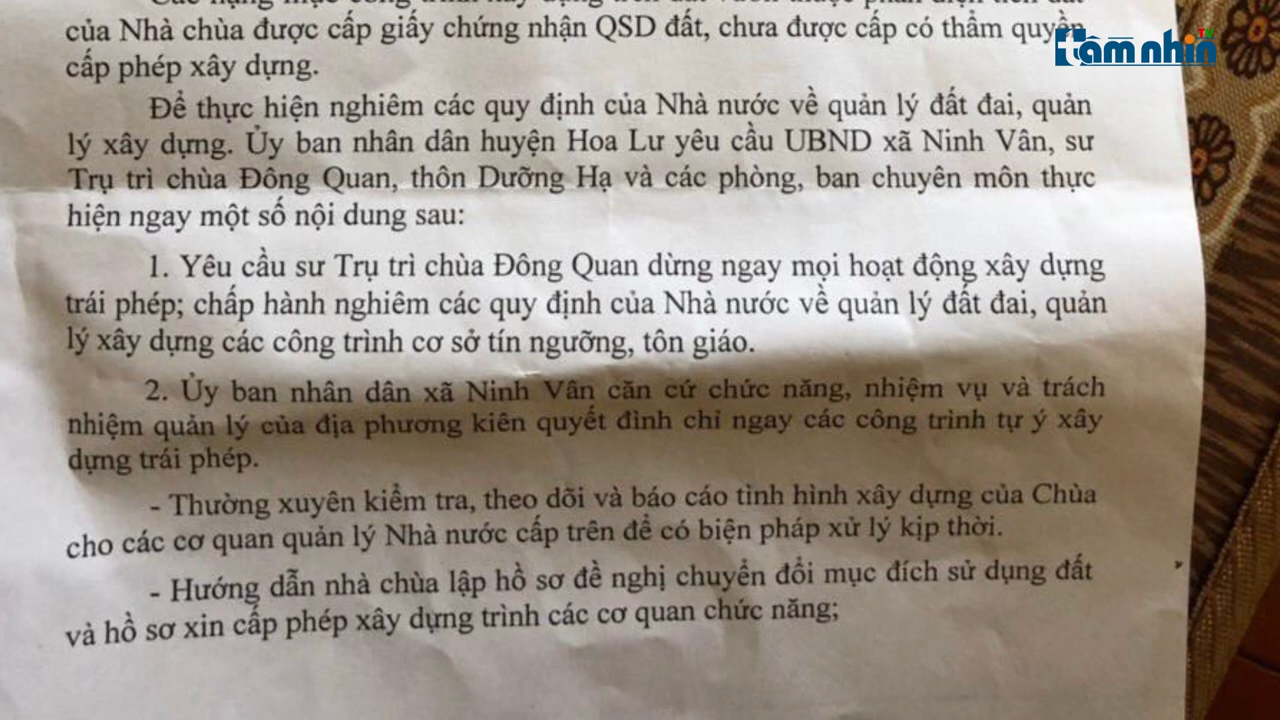 của Nhà chùa được cấp giấy chứng nhận QSD đất, chưa được cấp có thẩm quyền
cấp phép xây dựng.
Để thực hiện nghiêm các quy định của Nhà nước về quản lý đất đai, quản
lý xây dựng. Ủy ban nhân dân huyện Hoa Lư yêu cầu UBND xã Ninh Vân, sư
Trụ trì chùa Đông Quan, thôn Dưỡng Hạ và các phòng, ban chuyên môn thực
hiện ngay một số nội dung sau:
1. Yêu cầu sư Trụ trì chùa Đông Quan dừng ngay mọi hoạt động xây dựng
trái phép; chấp hành nghiêm các quy định của Nhà nước về quản lý đất đai, quản
lý xây dựng các công trình cơ sở tín ngưỡng, tôn giáo.
2. Ủy ban nhân dân xã Ninh Vân căn cứ chức năng, nhiệm vụ và trách
nhiệm quản lý của địa phương kiên quyết đình chỉ ngay các công trình tự ý xây
dựng trái phép.
- Thường xuyên kiểm tra, theo dõi và báo cáo tình hình xây dựng của Chùa
cho các cơ quan quản lý Nhà nước cấp trên để có biện pháp xử lý kịp thời.
- Hướng dẫn nhà chùa lập hồ sơ đề nghị chuyển đổi mục đích sử dụng đất
và hồ sơ xin cấp phép xây dựng trình các cơ quan chức năng;
tầm nhìn TV